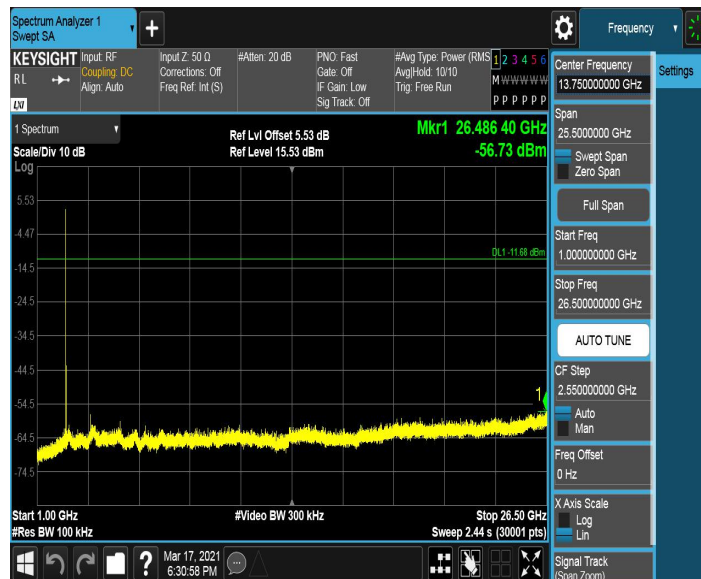 Spectrum Analyzer 1
Swept SA
Frequency
KEYSIGHT
RL
LXI
Input: RF
Coupling: DC
Align: Auto
Input Z: 50 Ω
Corrections: Off
Freq Ref: Int (S)
#Atten: 20 dB
PNO: Fast
Gate: Off
IF Gain: Low
Sig Track: Off
#Avg Type: Power (RMS
Avg|Hold: 10/10
Trig: Free Run
1 2 3 4 5 6
M W W W W W
P P P P P P
Center Frequency
13.750000000 GHz
Settings
1 Spectrum
Scale/Div 10 dB
Log
Ref Lvl Offset 5.53 dB
Ref Level 15.53 dBm
Mkr1 26.486 40 GHz
-56.73 dBm
Span
25.5000000 GHz
Swept Span
Zero Span
Full Span
Start Freq
1.000000000 GHz
Stop Freq
26.500000000 GHz
AUTO TUNE
CF Step
2.550000000 GHz
Auto
Man
Freq Offset
0 Hz
X Axis Scale
Log
Lin
Signal Track
(Span Zoom)
5.53
-4.47
DL1 -11.68 dBm
-14.5
-24.5
-34.5
-44.5
-54.5
1
-64.5
-74.5
Start 1.00 GHz
#Video BW 300 kHz
Stop 26.50 GHz
#Res BW 100 kHz
Sweep 2.44 s (30001 pts)
?
Mar 17, 2021
6:30:58 PM